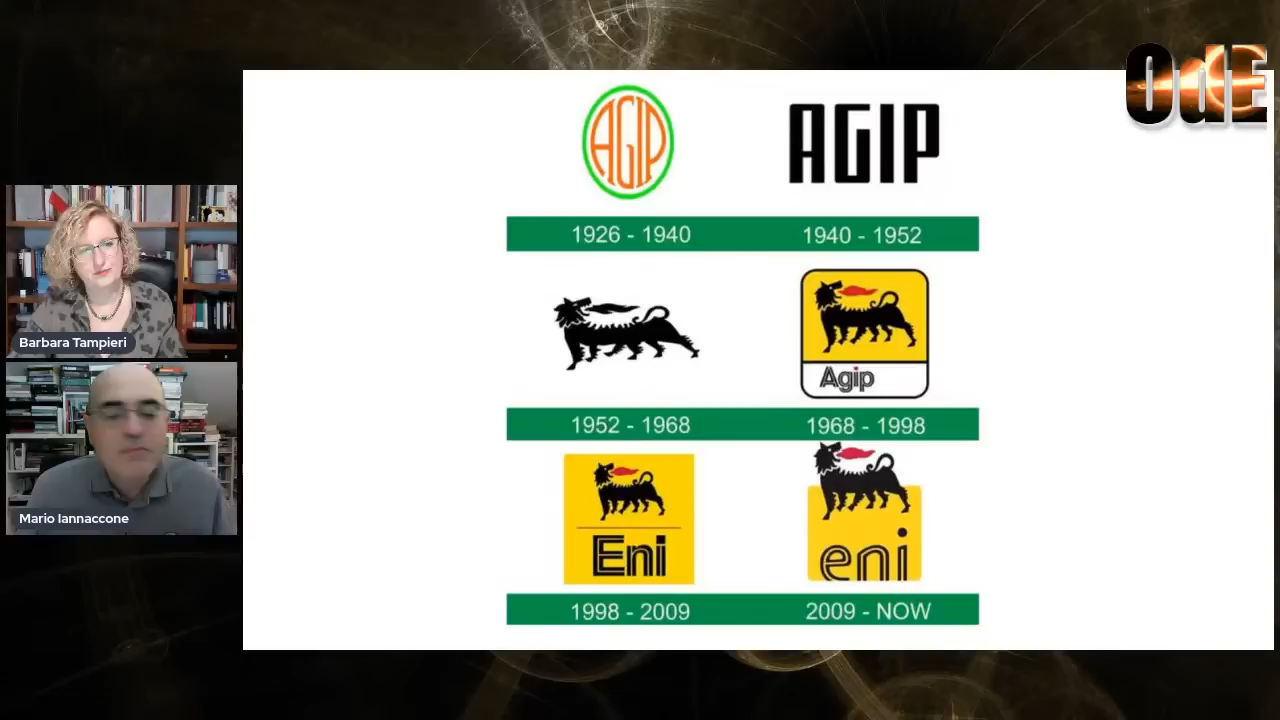 OdE
AGIP
AGIP
1926 - 1940
1940 - 1952
Agip
1952 - 1968
1968 - 1998
Eni
eni
1998 - 2009
2009 - NOW
Barbara Tampieri
Mario Iannaccone